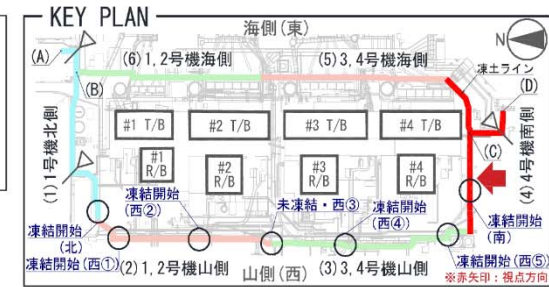 KEY PLAN
海側(東)
N
(A)
(6)1,2号機海側
(5)3,4号機海側
凍土ライン
(B)
(D)
#1 T/B
#2 T/B
#3 T/B
#4 T/B
(1)1号機北側
#1
R/B
#2
R/B
#3
R/B
#4
R/B
(C)
(4)4号機南側
凍結開始
(西②)
未凍結・西③
凍結開始
(西④)
凍結開始
(南)
凍結開始
(北)
凍結開始(西①)
(2)1,2号機山側
山側(西)
(3)3,4号機山側
凍結開始(西⑤)
※赤矢印:視点方向